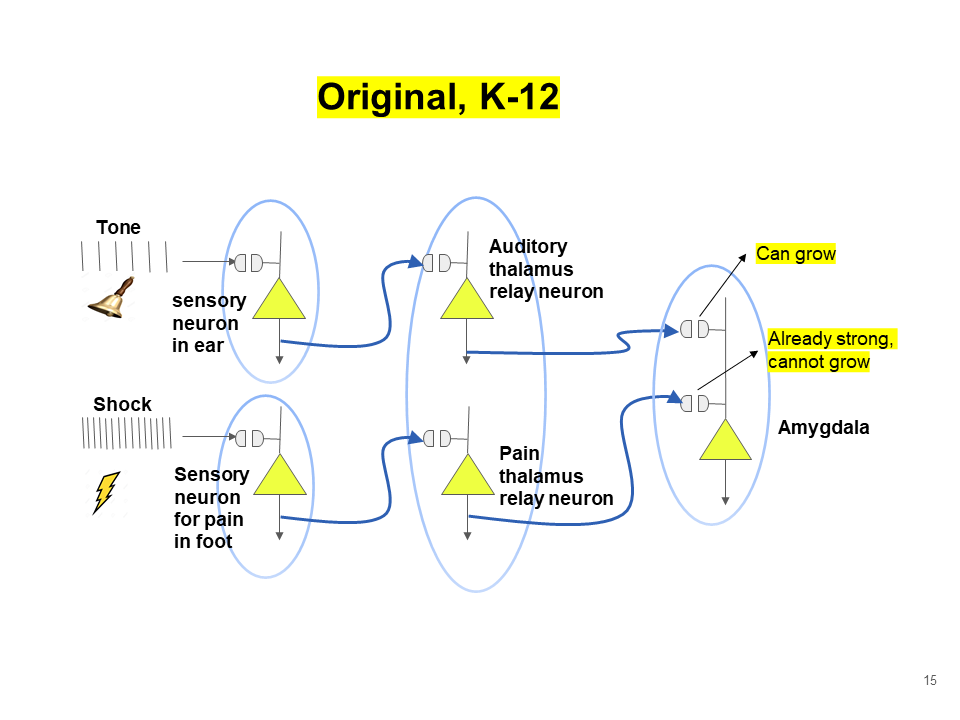 Original, K-12
Tone
sensory
neuron
in ear
Auditory
thalamus
relay neuron
Can grow
Already strong,
cannot grow
Amygdala
Shock
Sensory
neuron
for pain
in foot
Pain
thalamus
relay neuron
15